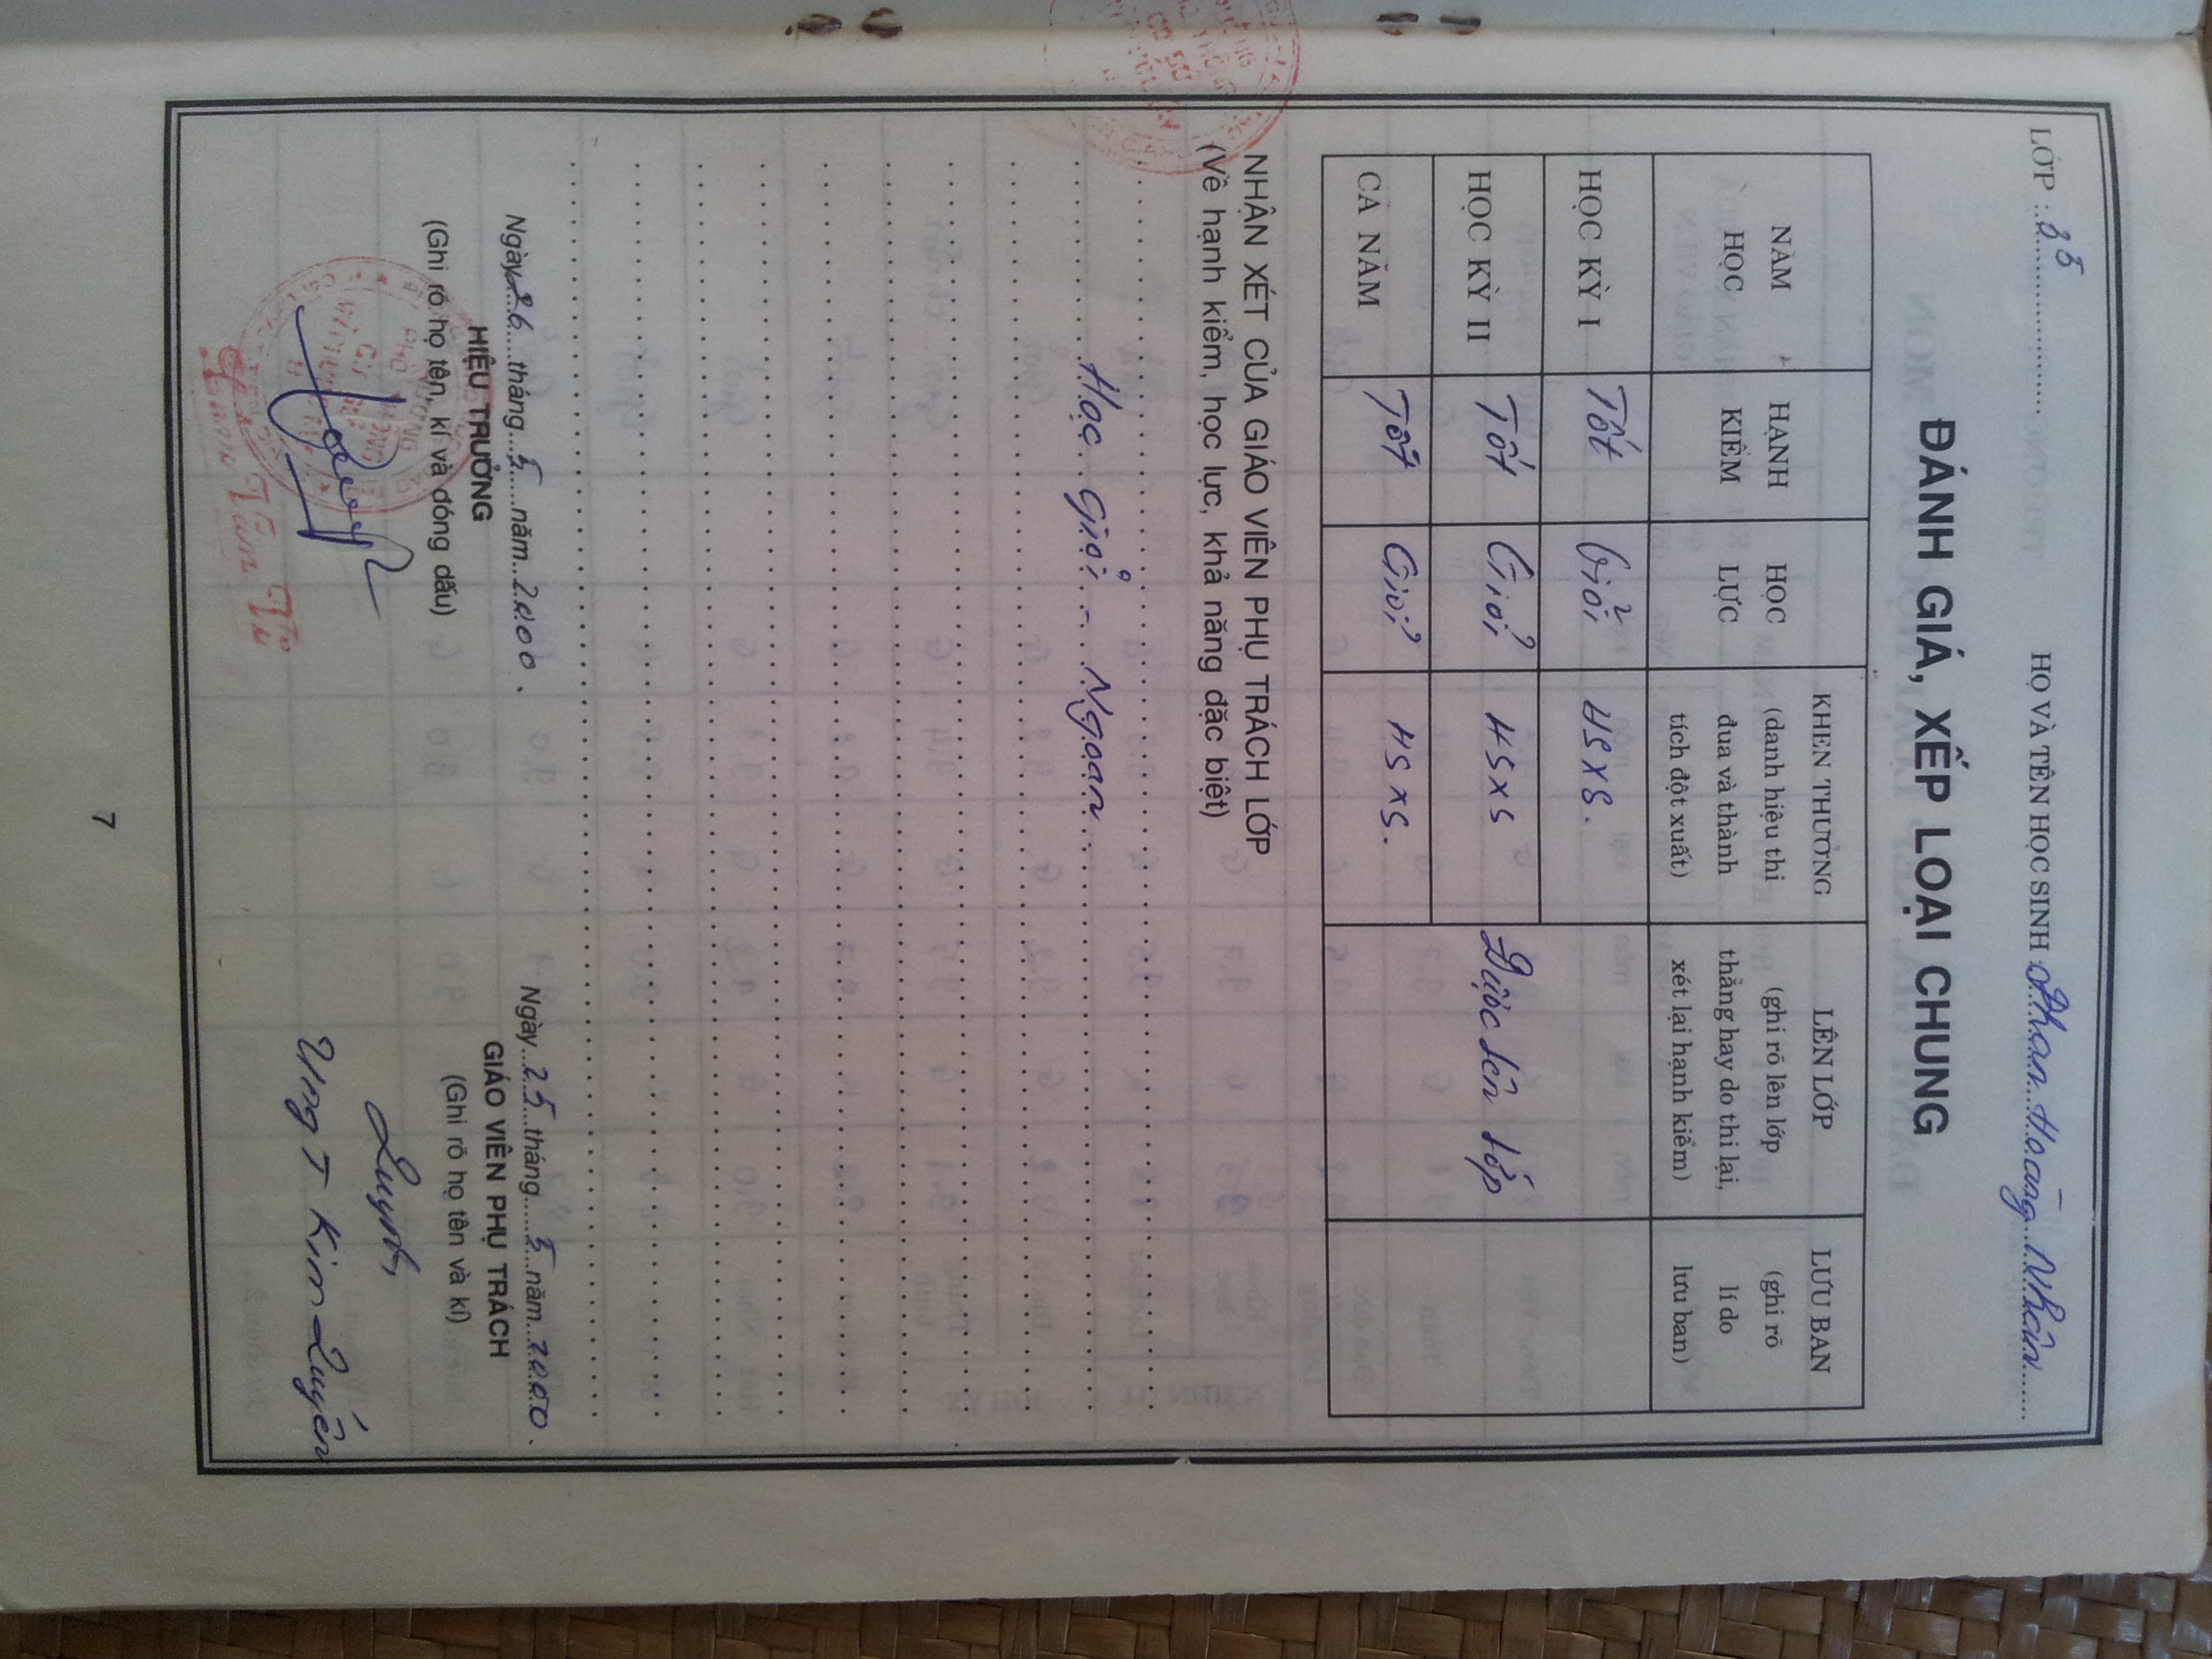 LỚP : 35 HỌ VÀ TÊN HỌC SINH Phan Hoàng Nhân
ĐÁNH GIÁ, XẾP LOẠI CHUNG
NĂM HỌC
HẠNH KIỂM
HỌC LỰC
KHEN THƯỞNG
(danh hiệu thi
đua và thành
tích đột xuất)
LÊN LỚP
(ghi rõ lên lớp
thẳng hay do thi lại,
xét lại hạnh kiểm)
LƯU BAN
(ghi rõ
lí do
lưu ban)
HỌC KỲ I Tốt Giỏi HSXS.
HỌC KỲ II Tốt Giỏi HSXS Được lên lớp
CẢ NĂM Tốt Giỏi HSXS.
NHẬN XÉT CỦA GIÁO VIÊN PHỤ TRÁCH LỚP
(Về hạnh kiểm, học lực, khả năng đặc biệt)
Học Giỏi - Ngoan
Ngày 26 tháng 5 năm 2000.
HIỆU TRƯỞNG
(Ghi rõ họ tên, kí và đóng dấu)
Ngày 25 tháng 5 năm 2000.
GIÁO VIÊN PHỤ TRÁCH
(Ghi rõ họ tên và kí)
Ung T Kim Quyên
7